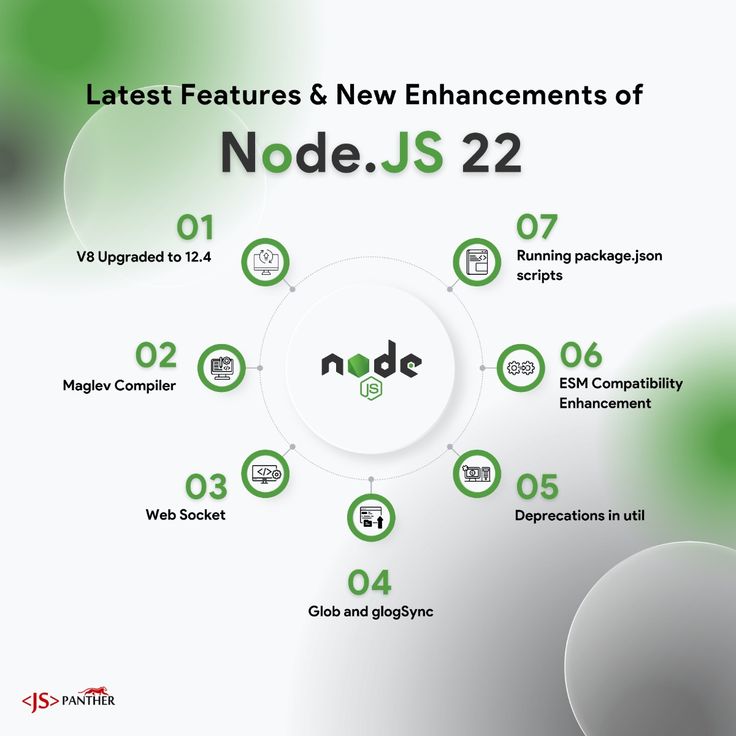 Latest Features & New Enhancements of
Node.JS 22
01
V8 Upgraded to 12.4
02
Maglev Compiler
03
Web Socket
04
Glob and glogSync
05
Deprecations in util
06
ESM Compatibility
Enhancement
07
Running package.json
scripts
node
JS
<JS> PANTHER